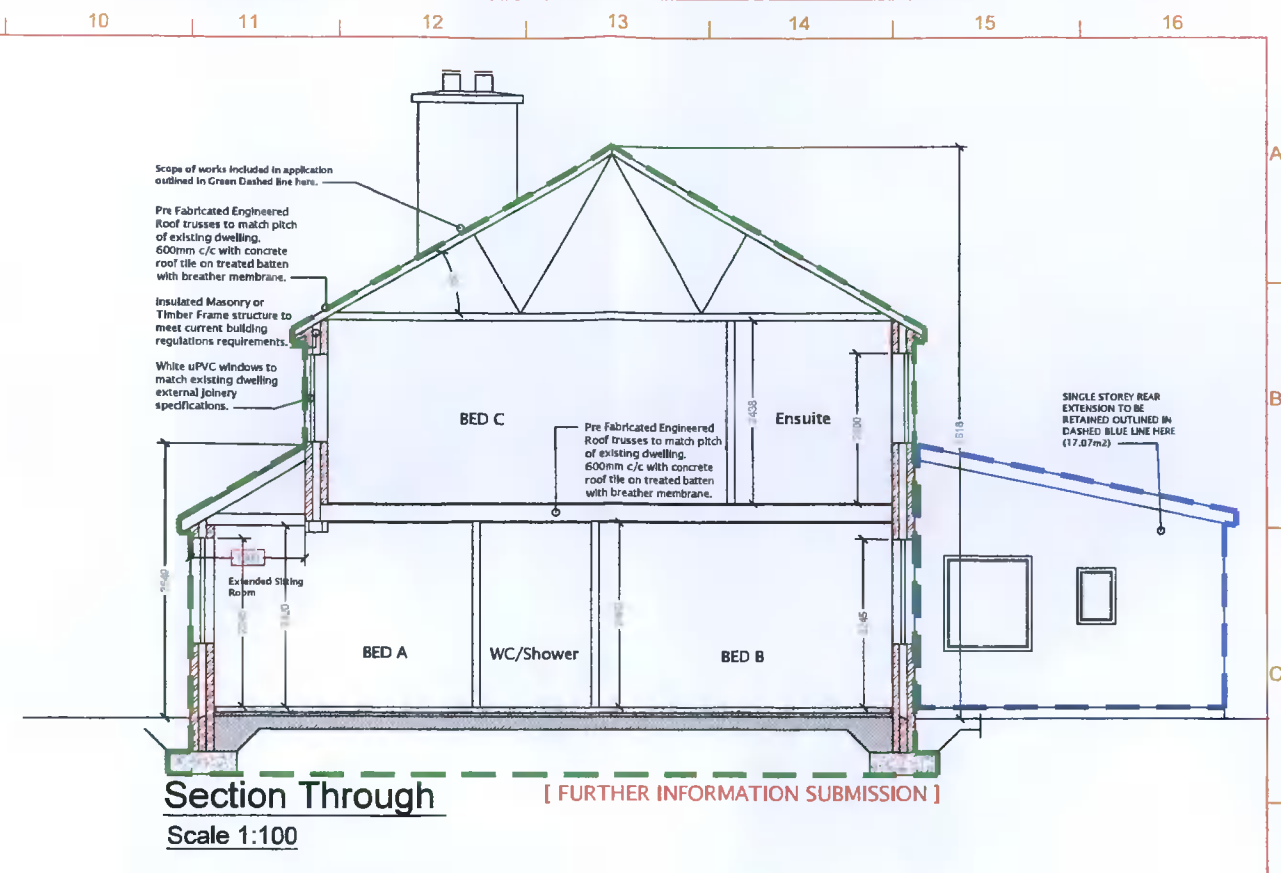 10 11 12 13 14 15 16
A
B
C
Scope of works included in application
outlined in Green Dashed line here.
Pre Fabricated Engineered
Roof trusses to match pitch
of existing dwelling.
600mm c/c with concrete
roof tile on treated batten
with breather membrane.
Insulated Masonry or
Timber Frame structure to
meet current building
regulations requirements.
White uPVC windows to
match existing dwelling
external joinery
specifications.
BED C
Pre Fabricated Engineered
Roof trusses to match pitch
of existing dwelling.
600mm c/c with concrete
roof tile on treated batten
with breather membrane.
2438
Ensuite
SINGLE STOREY REAR
EXTENSION TO BE
RETAINED OUTLINED IN
DASHED BLUE LINE HERE
(17.07m2)
Extended Sitting
Room
BED A
WC/Shower
BED B
Section Through
[ FURTHER INFORMATION SUBMISSION ]
Scale 1:100